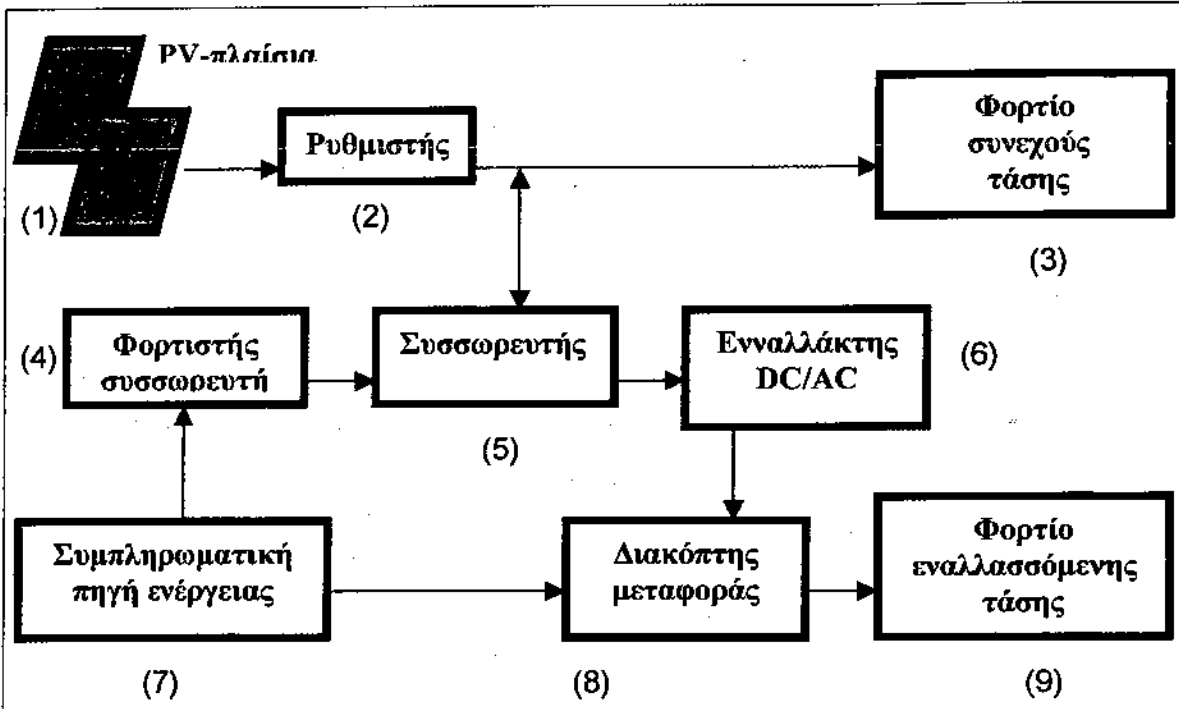 PV-πλαίσια
Ρυθμιστής
Φορτίο
συνεχούς
τάσης
(1)
(2)
(3)
(4)
Φορτιστής
συσσωρευτή
Συσσωρευτής
Ενναλλάκτης
DC/AC
(6)
(5)
Συμπληρωματική
πηγή ενέργειας
Διακόπτης
μεταφοράς
Φορτίο
εναλλασσόμενης
τάσης
(7)
(8)
(9)